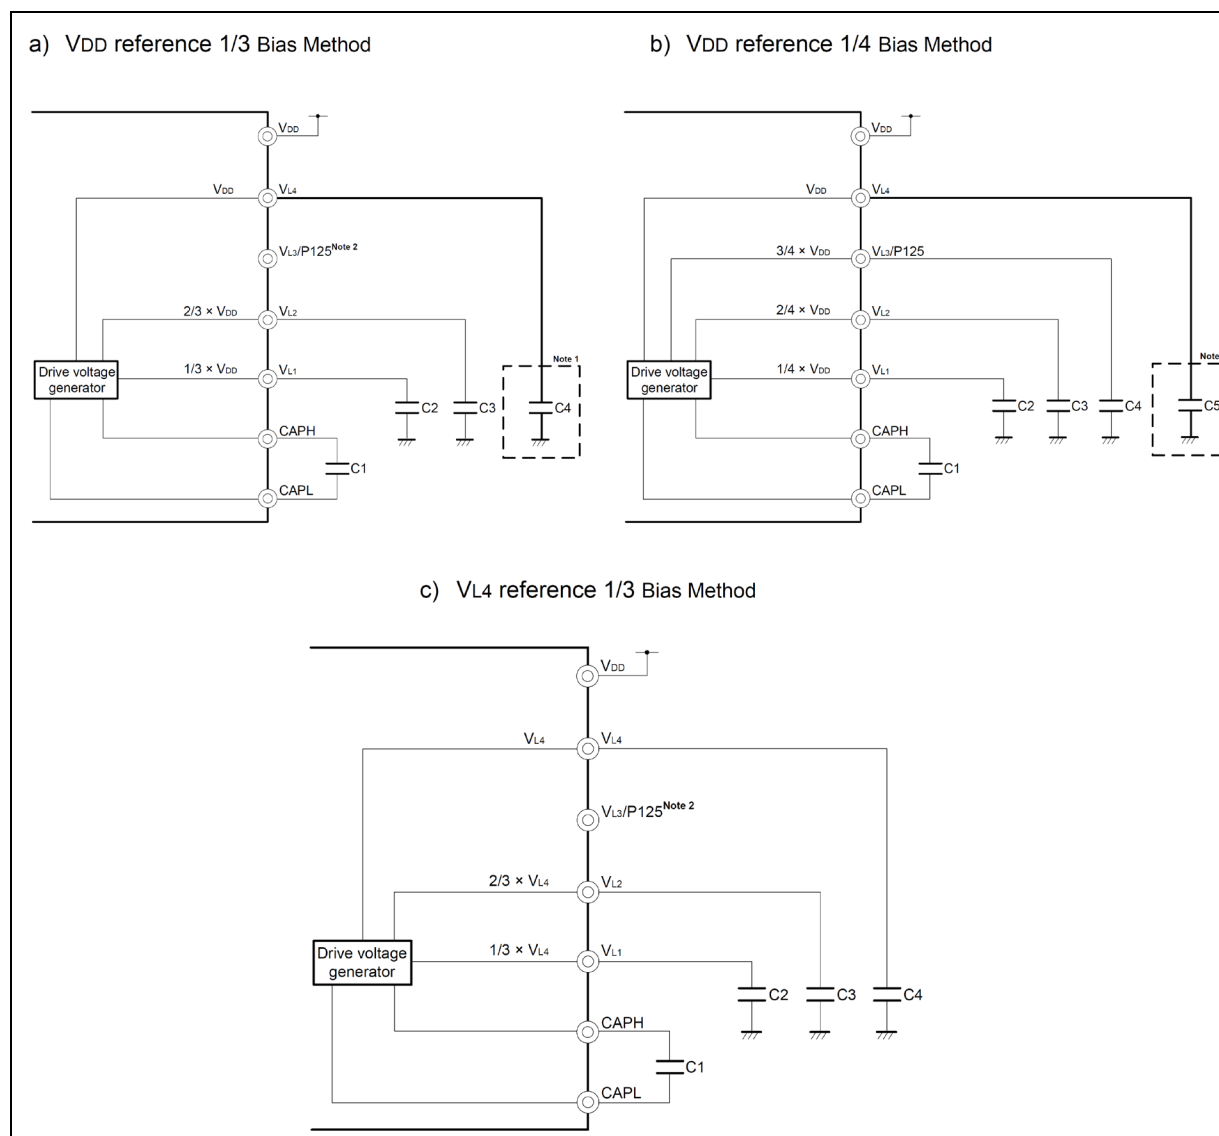 a) VDD reference 1/3 Bias Method
VDD
VDD
VL4
VL3/P125Note 2
2/3 × VDD
VL2
Drive voltage
generator
1/3 × VDD
VL1
Note 1
C2
C3
C4
CAPH
C1
CAPL
b) VDD reference 1/4 Bias Method
VDD
VDD
VL4
3/4 × VDD
VL3/P125
2/4 × VDD
VL2
Drive voltage
generator
1/4 × VDD
VL1
Note
C2
C3
C4
C5
CAPH
C1
CAPL
c) VL4 reference 1/3 Bias Method
VDD
VL4
VL4
VL3/P125Note 2
2/3 × VL4
VL2
Drive voltage
generator
1/3 × VL4
VL1
C2
C3
C4
CAPH
C1
CAPL